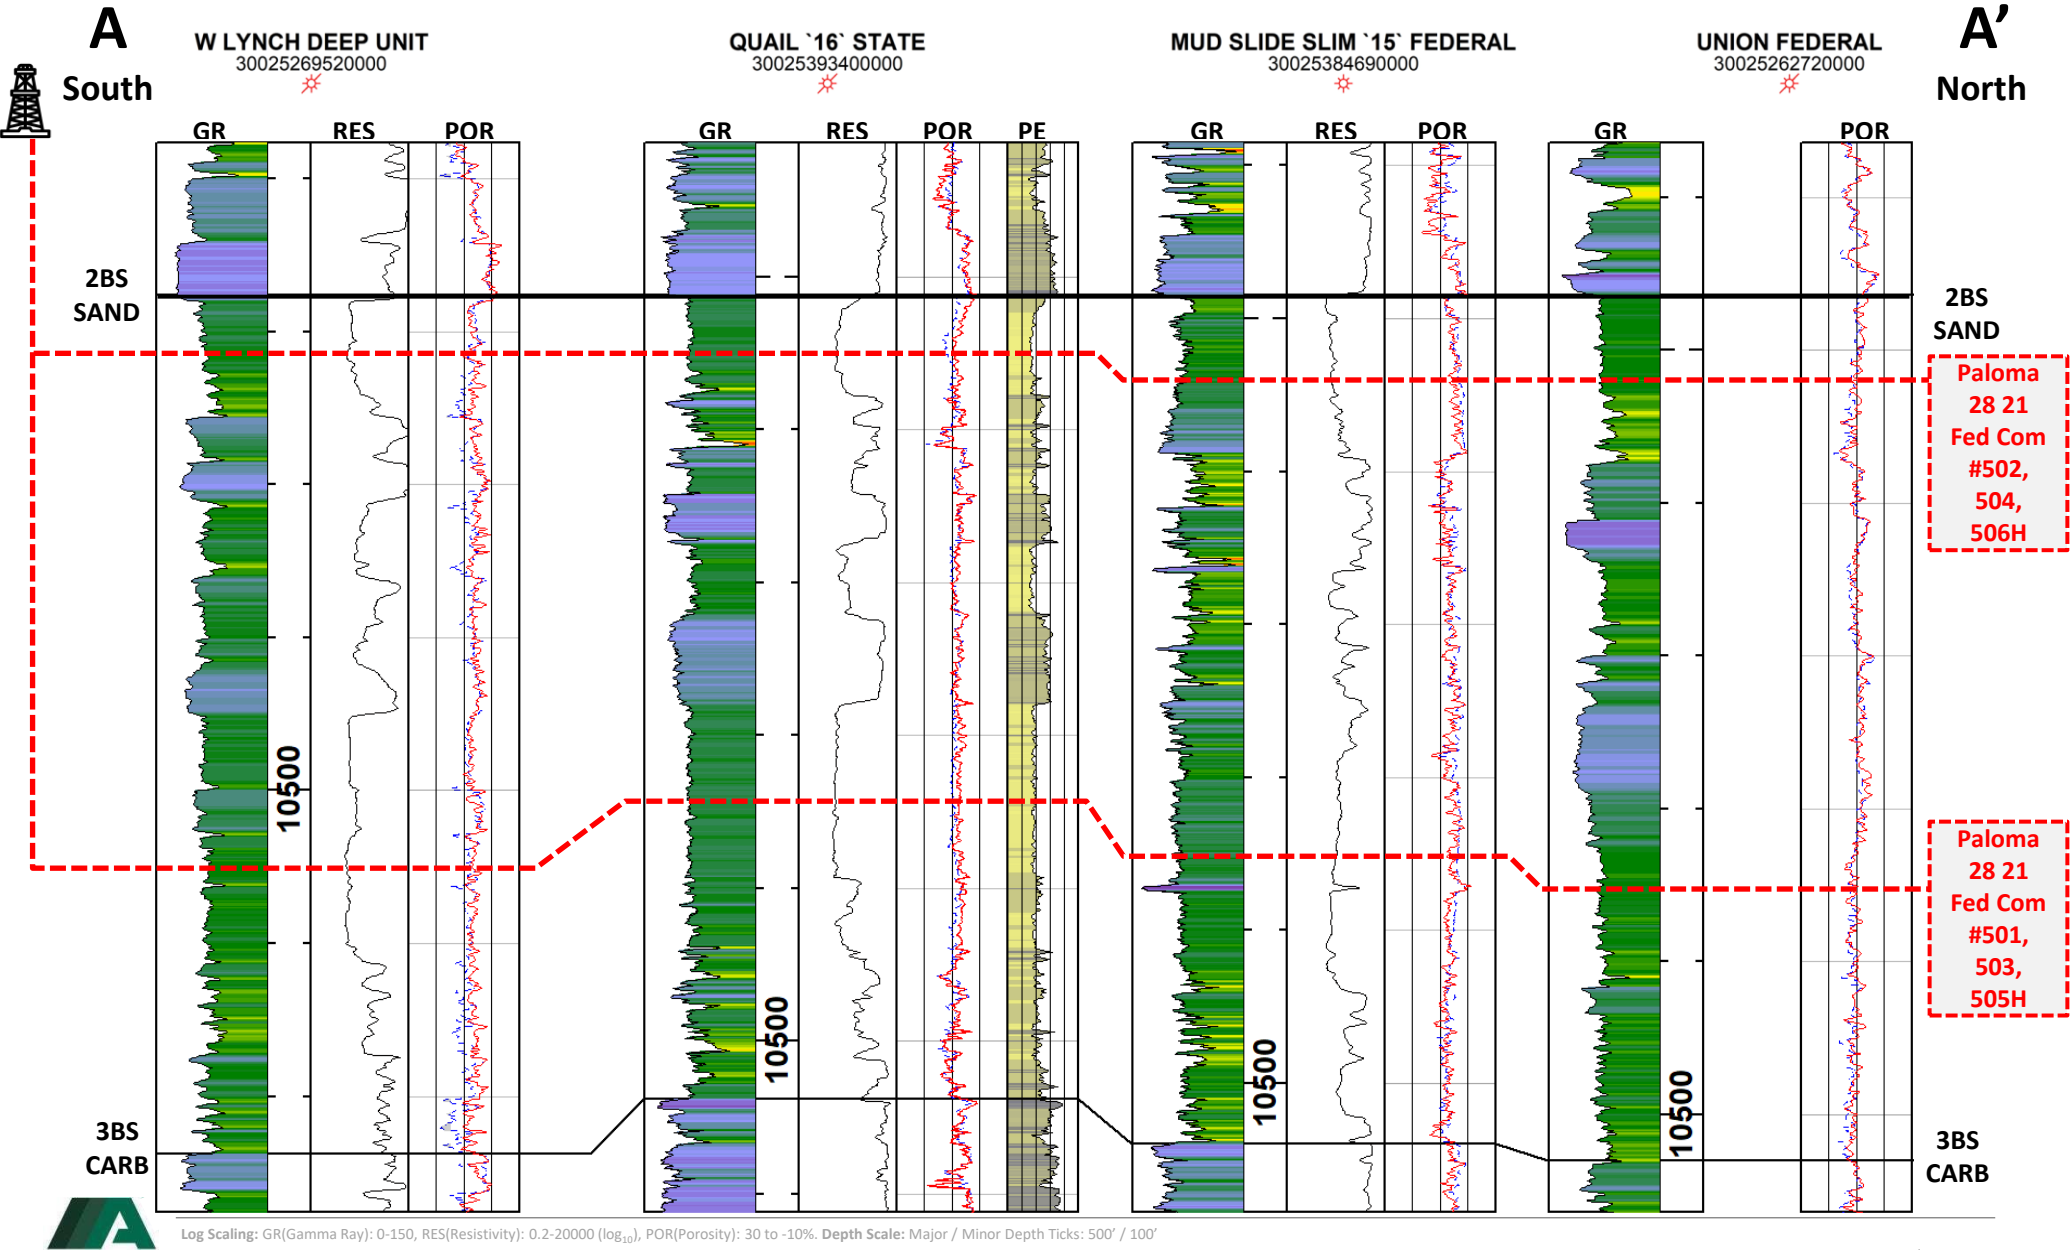 A
South
W LYNCH DEEP UNIT
30025269520000
QUAIL `16` STATE
30025393400000
MUD SLIDE SLIM `15` FEDERAL
30025384690000
UNION FEDERAL
30025262720000
A’
North
GR RES POR
GR RES POR PE
GR RES POR
GR POR
2BS
SAND
2BS
SAND
Paloma
28 21
Fed Com
#502,
504,
506H
10500
Paloma
28 21
Fed Com
#501,
503,
505H
10500
10500
10500
3BS
CARB
3BS
CARB
Log Scaling: GR(Gamma Ray): 0-150, RES(Resistivity): 0.2-20000 (log10), POR(Porosity): 30 to -10%. Depth Scale: Major / Minor Depth Ticks: 500’ / 100’